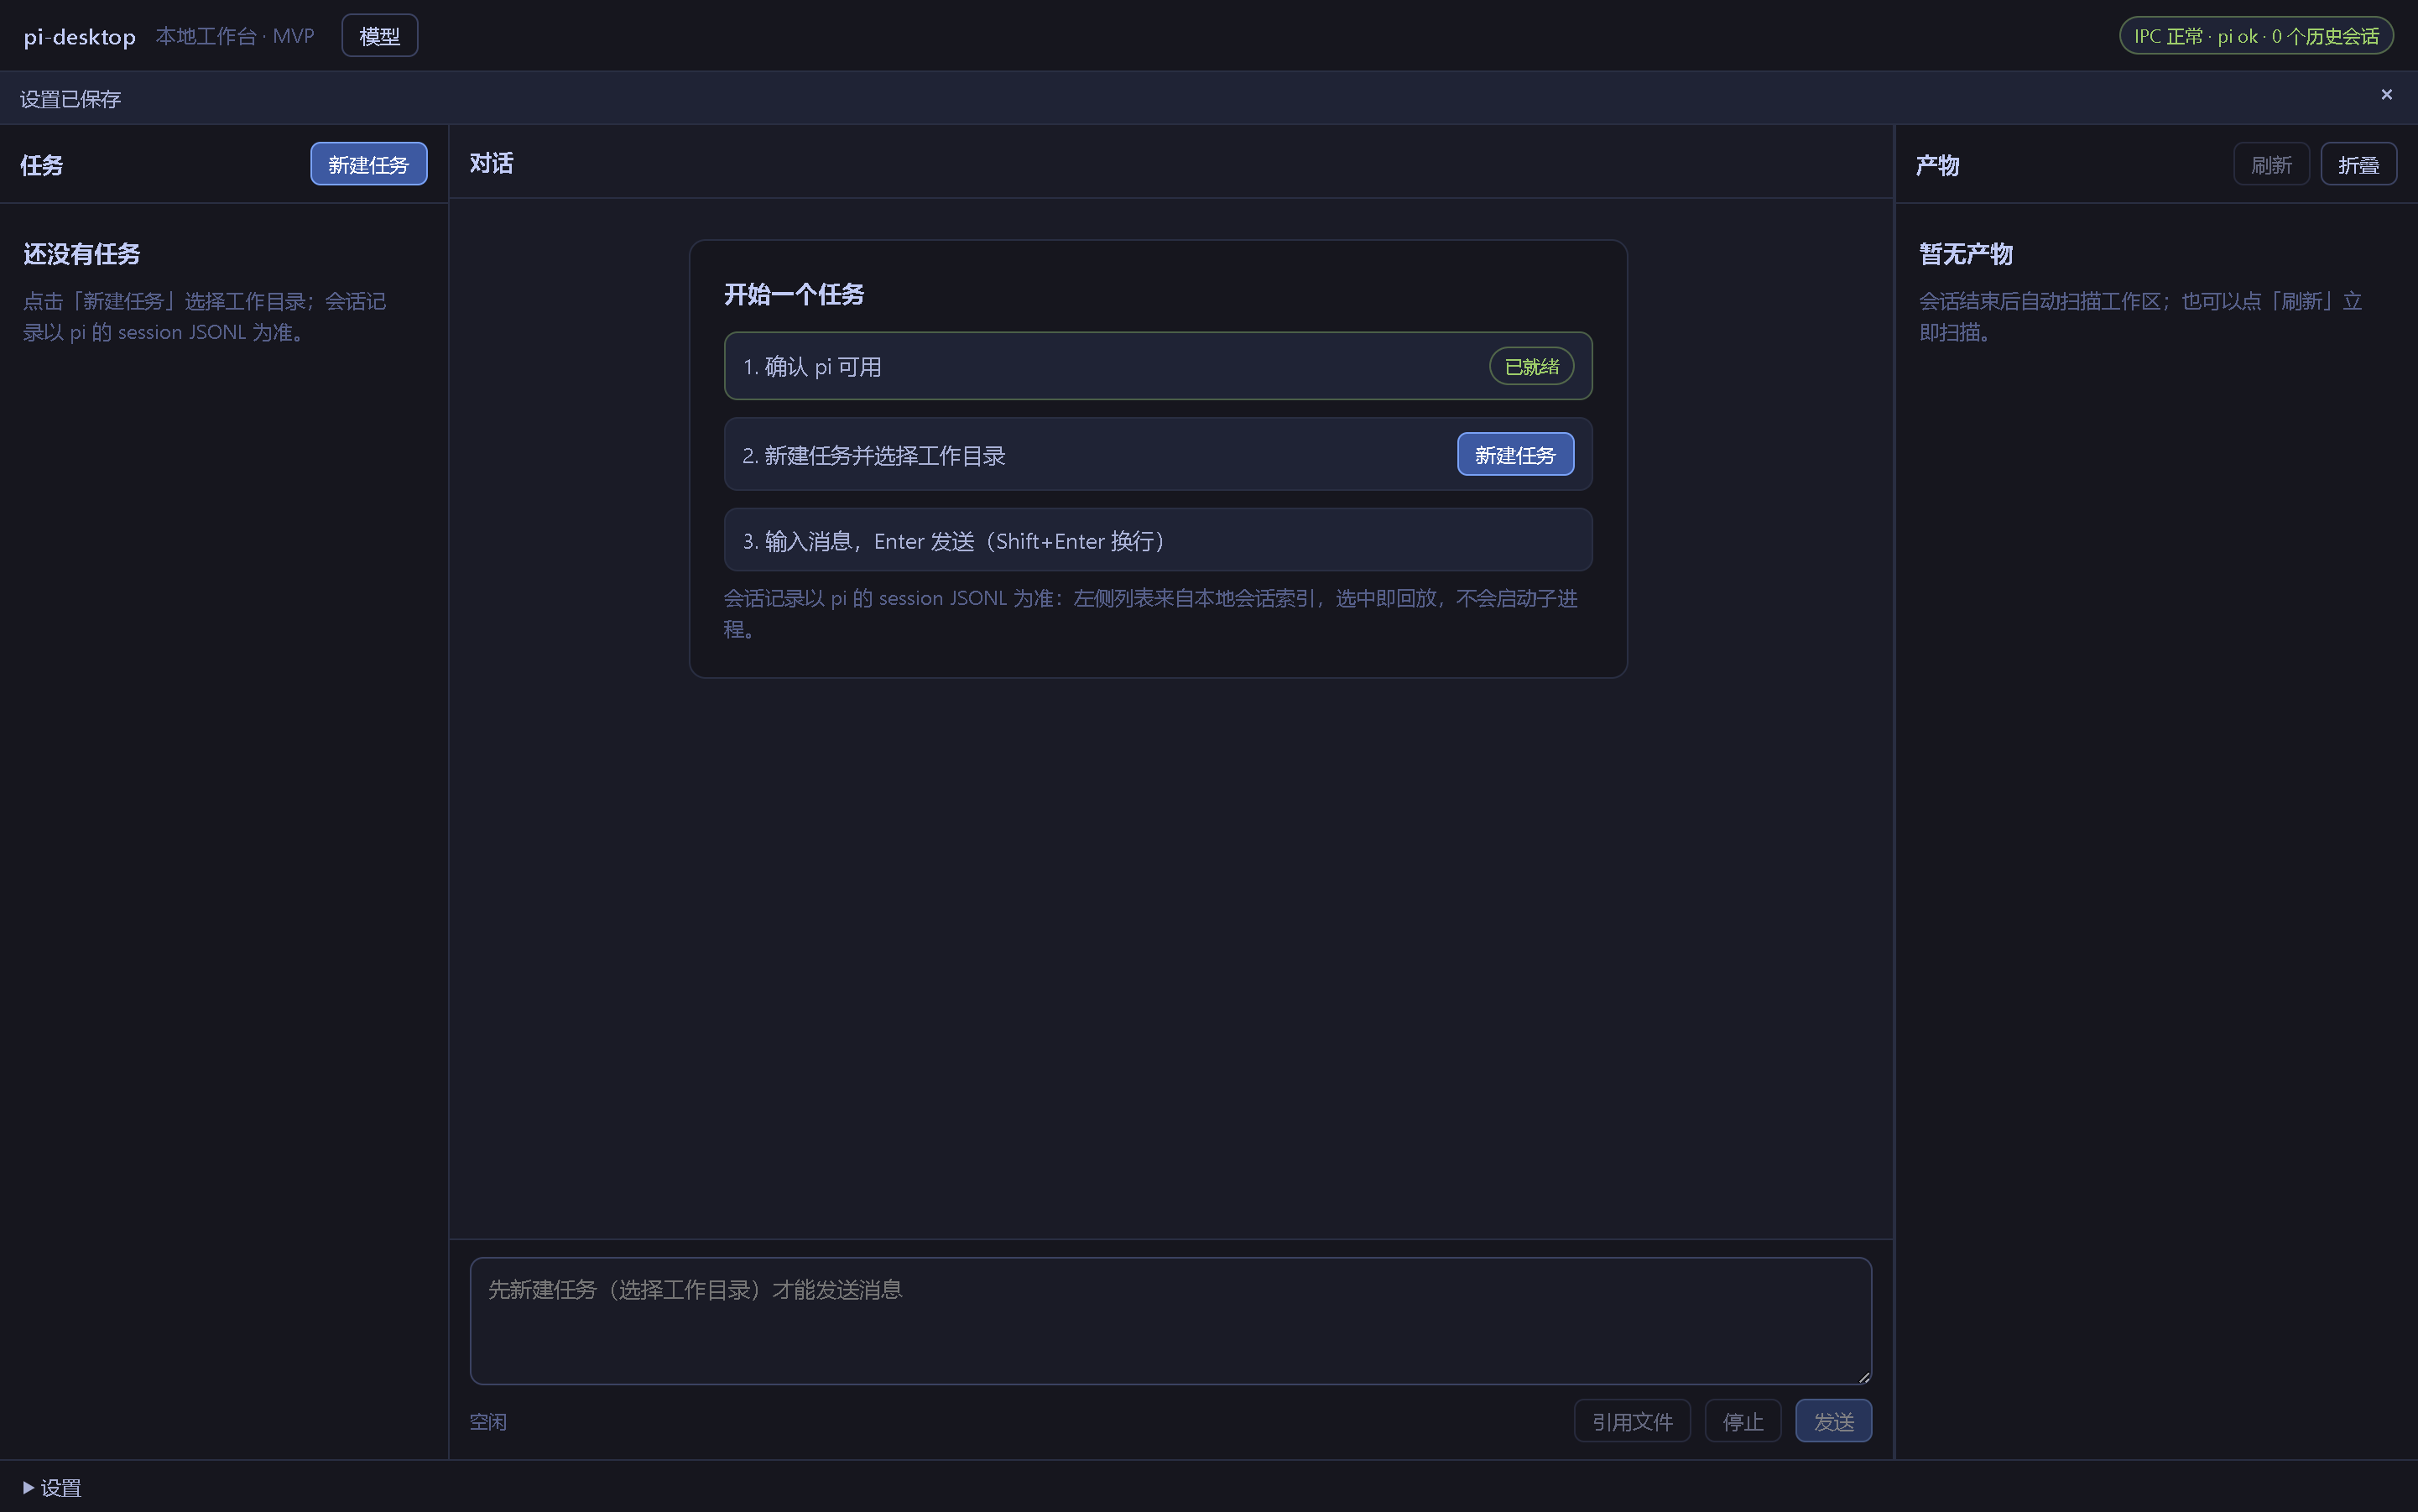 pi-desktop 本地工作台 · MVP 模型 IPC 正常 · pi ok · 0 个历史会话
设置已保存 ×
任务 新建任务
还没有任务
点击「新建任务」选择工作目录；会话记
录以 pi 的 session JSONL 为准。
对话
开始一个任务
1. 确认 pi 可用 已就绪
2. 新建任务并选择工作目录 新建任务
3. 输入消息，Enter 发送（Shift+Enter 换行）
会话记录以 pi 的 session JSONL 为准：左侧列表来自本地会话索引，选中即回放，不会启动子进
程。
先新建任务（选择工作目录）才能发送消息
空闲 引用文件 停止 发送
产物 刷新 折叠
暂无产物
会话结束后自动扫描工作区；也可以点「刷新」立
即扫描。
设置